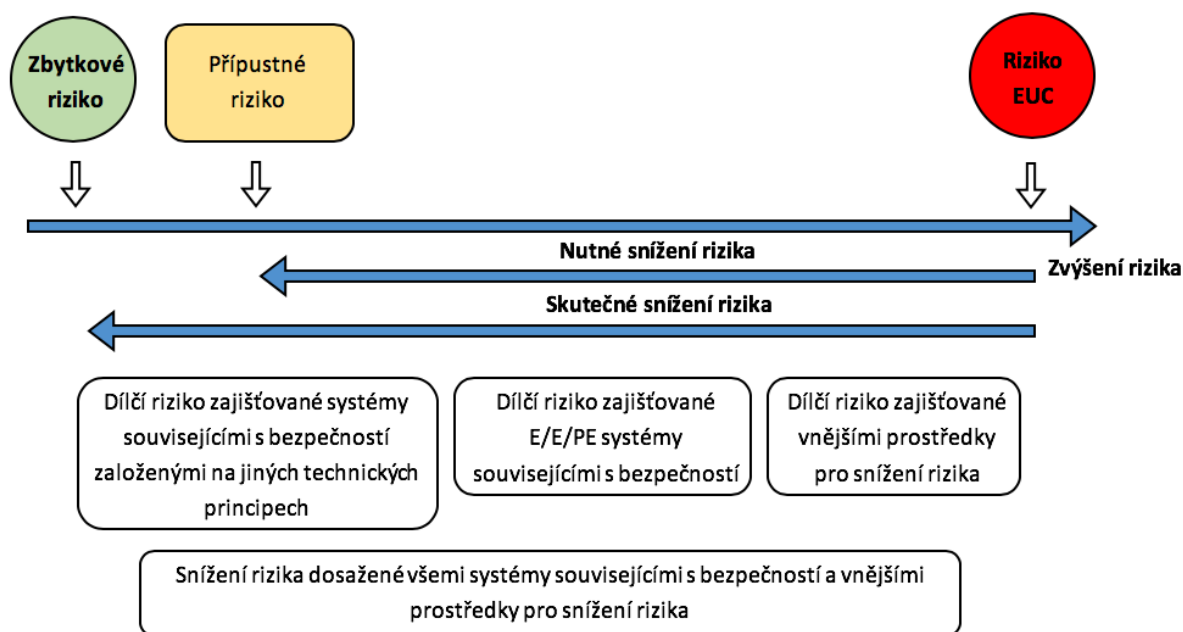 Zbytkové
riziko
Přípustné
riziko
Riziko
EUC
Nutné snížení rizika
Zvýšení rizika
Skutečné snížení rizika
Dílčí riziko zajišťované systémy
souvisejícími s bezpečností
založenými na jiných technických
principech
Dílčí riziko zajišťované
E/E/PE systémy
souvisejícími s bezpečností
Dílčí riziko zajišťované
vnějšími prostředky
pro snížení rizika
Snížení rizika dosažené všemi systémy souvisejícími s bezpečností a vnějšími
prostředky pro snížení rizika